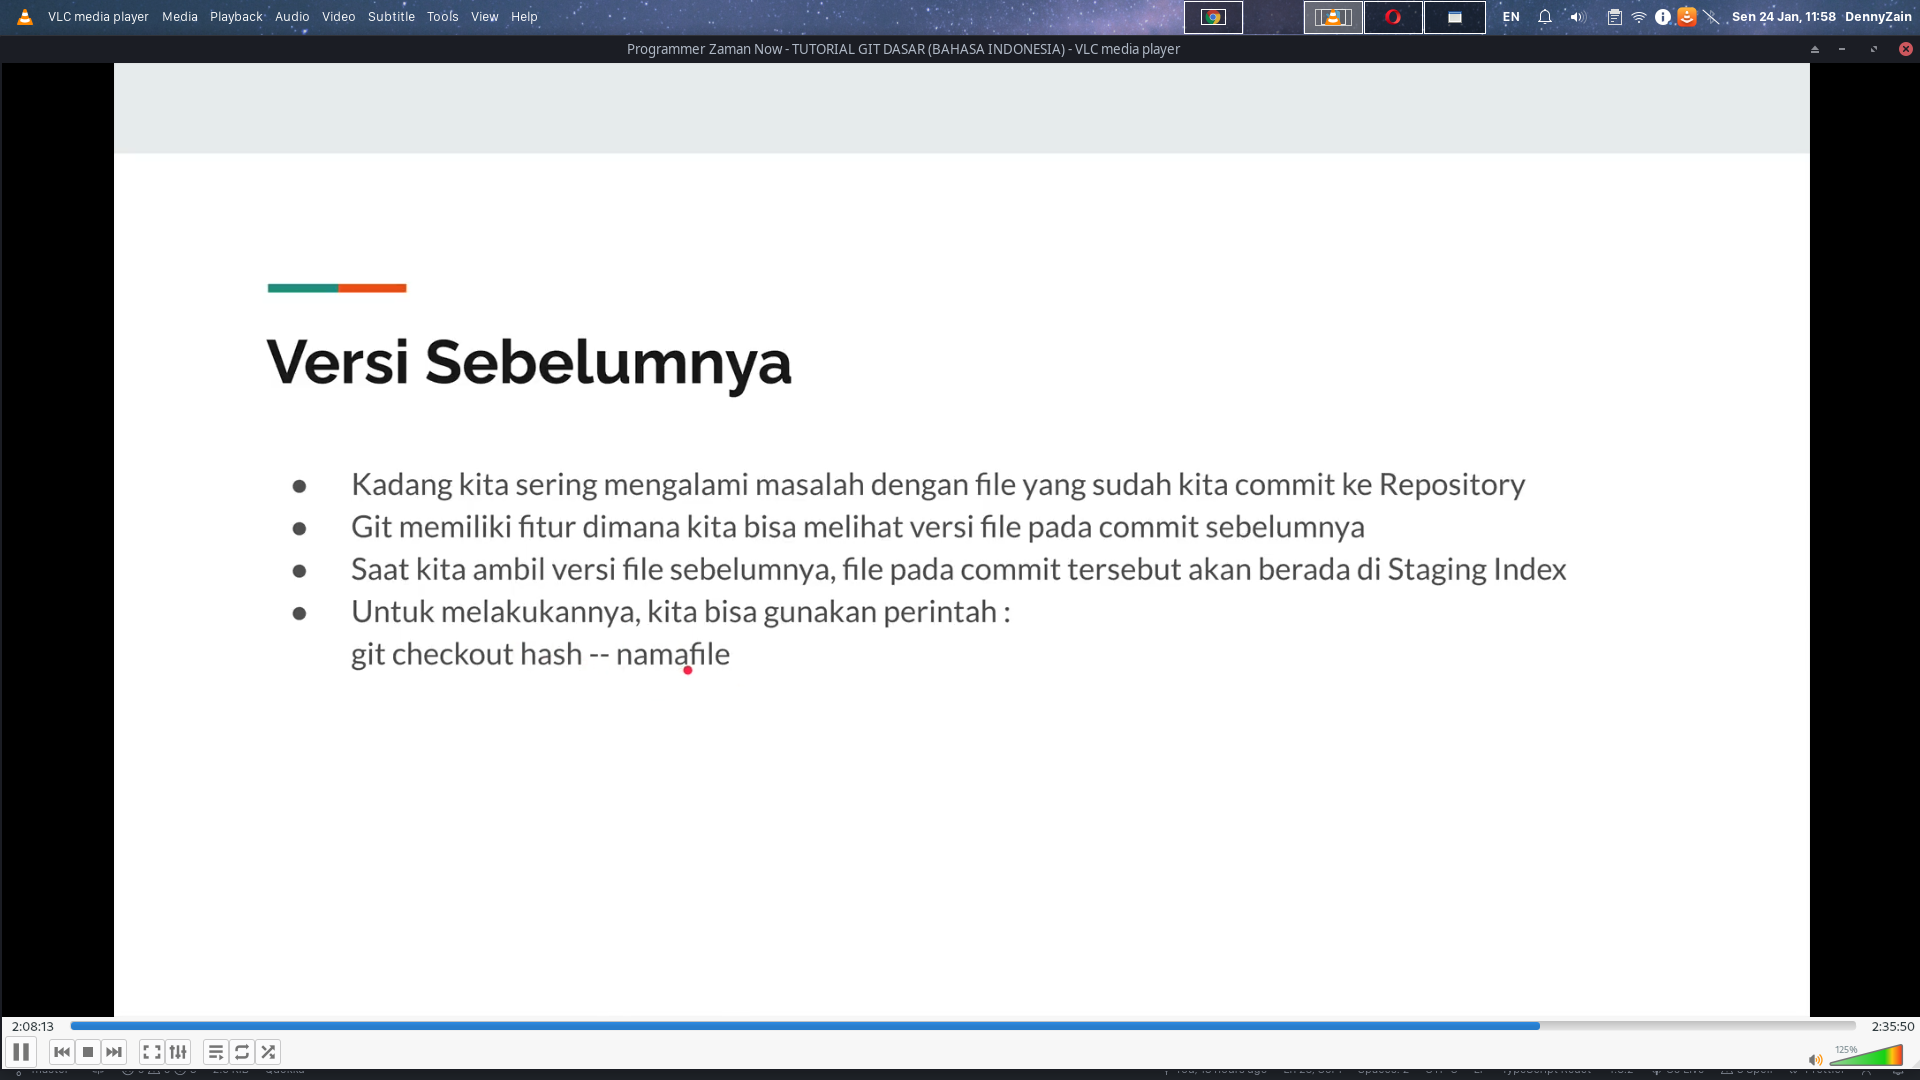 VLC media player Media Playback Audio Video Subtitle Tools View Help EN Sen 24 Jan, 11:58 DennyZain
Programmer Zaman Now - TUTORIAL GIT DASAR (BAHASA INDONESIA) - VLC media player
Versi Sebelumnya
● Kadang kita sering mengalami masalah dengan file yang sudah kita commit ke Repository
● Git memiliki fitur dimana kita bisa melihat versi file pada commit sebelumnya
● Saat kita ambil versi file sebelumnya, file pada commit tersebut akan berada di Staging Index
● Untuk melakukannya, kita bisa gunakan perintah :
git checkout hash -- namafile
2:08:13 2:35:50
125%